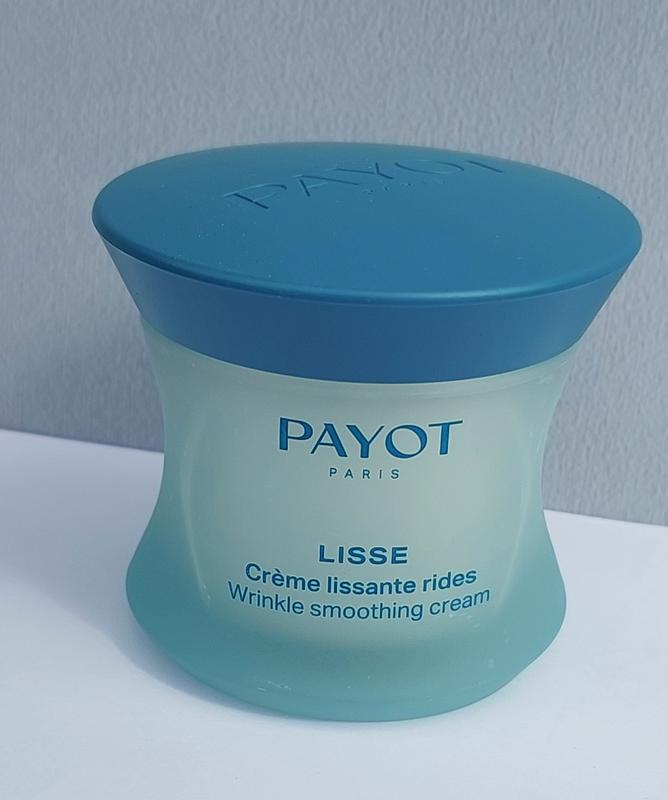 PAYOT
PAYOT
PARIS
LISSE
Crème lissante rides
Wrinkle smoothing cream